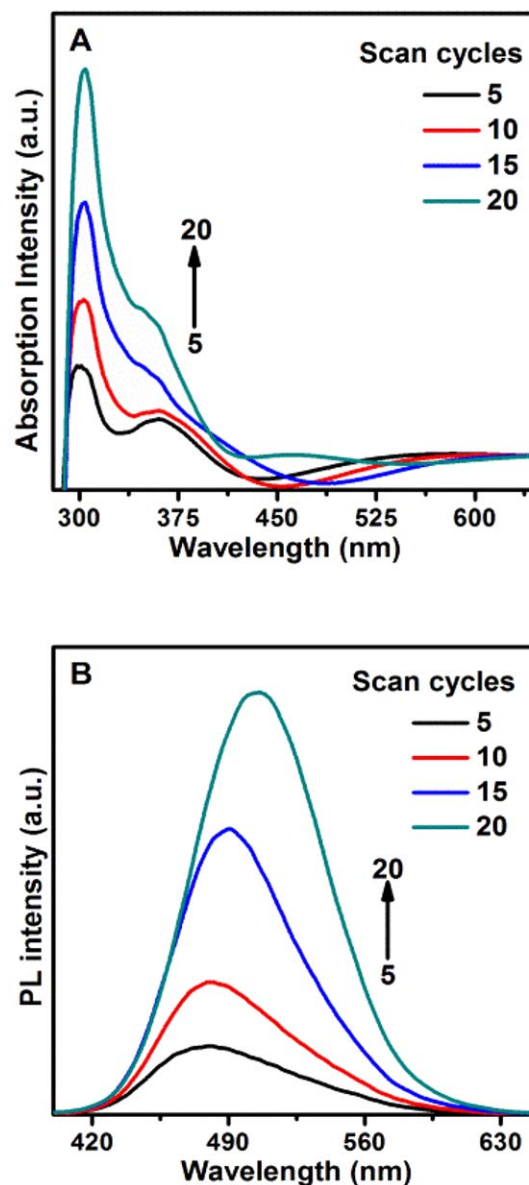 A
Scan cycles
5
10
15
20
20
5
Absorption Intensity (a.u.)
300 375 450 525 600
Wavelength (nm)
B
Scan cycles
5
10
15
20
20
5
PL intensity (a.u.)
420 490 560 630
Wavelength (nm)